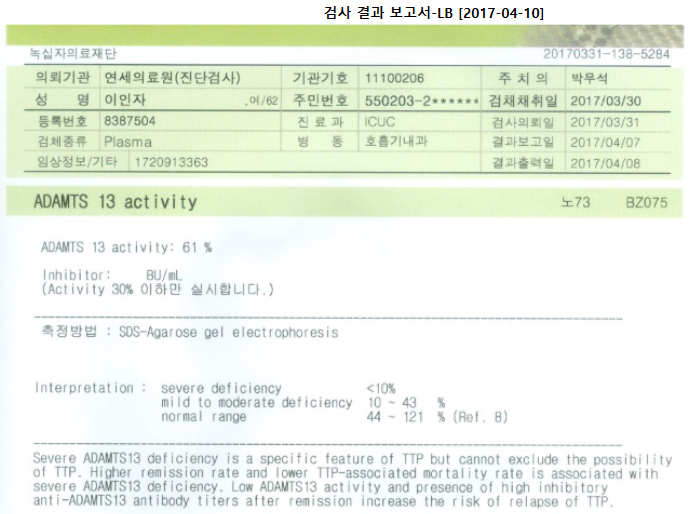 검사 결과 보고서-LB [2017-04-10]
녹십자의료재단 20170331-138-5284
의뢰기관 연세의료원(진단검사) 기관기호 11100206 주 치 의 박우석
성 명 이인자 ,여/62 주민번호 550203-2****** 검체채취일 2017/03/30
등록번호 8387504 진 료 과 ICUC 검사의뢰일 2017/03/31
검체종류 Plasma 병 동 호흡기내과 결과보고일 2017/04/07
임상정보/기타 1720913363 결과출력일 2017/04/08
ADAMTS 13 activity 노73 BZ075
ADAMTS 13 activity: 61 %
Inhibitor: BU/mL
(Activity 30% 이하만 실시합니다.)
측정방법 : SDS-Agarose gel electrophoresis
Interpretation : severe deficiency <10%
mild to moderate deficiency 10 ~ 43 %
normal range 44 ~ 121 % (Ref. 8)
Severe ADAMTS13 deficiency is a specific feature of TTP but cannot exclude the possibility
of TTP. Higher remission rate and lower TTP-associated mortality rate is associated with
severe ADAMTS13 deficiency. Low ADAMTS13 activity and presence of high inhibitory
anti-ADAMTS13 antibody titers after remission increase the risk of relapse of TTP.